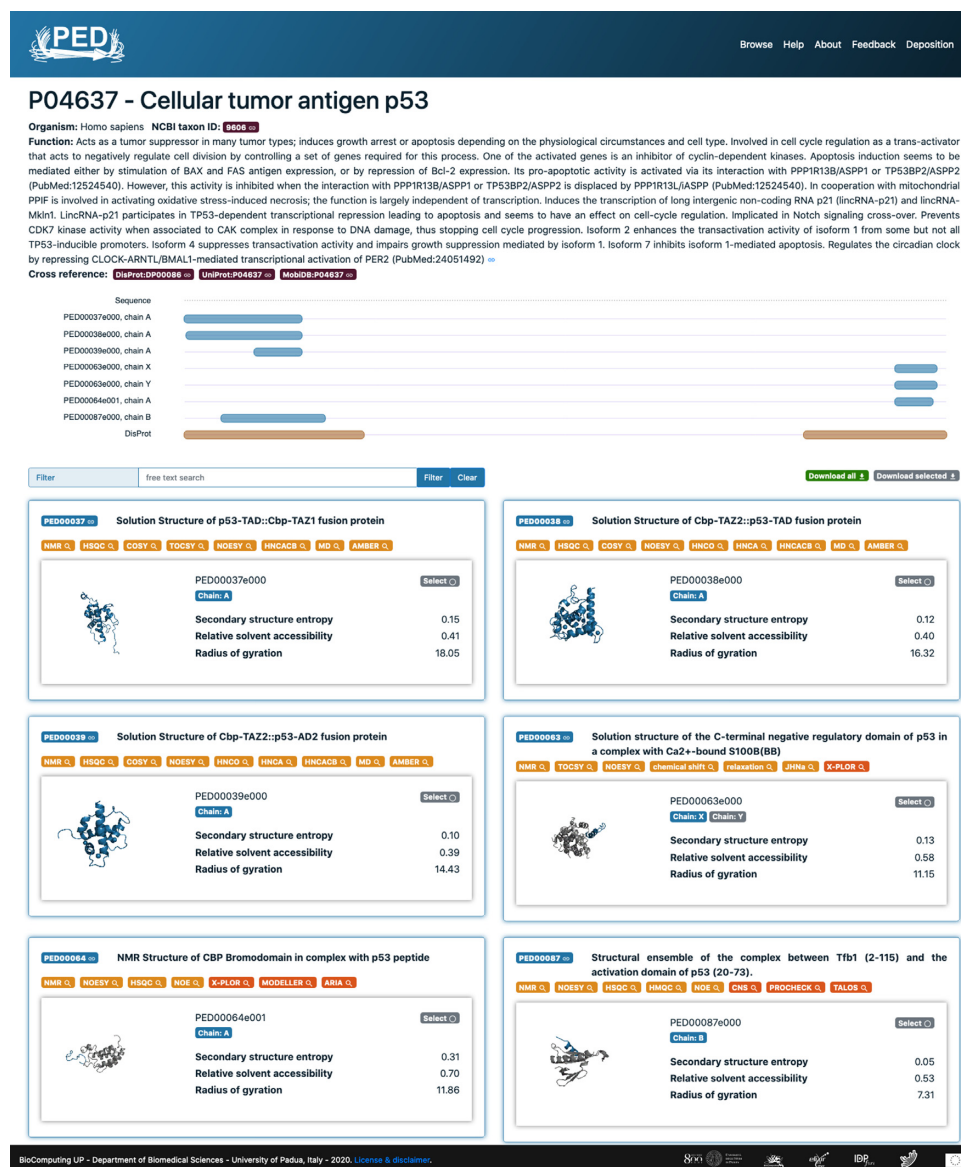 PED
Browse Help About Feedback Deposition
P04637 - Cellular tumor antigen p53
Organism: Homo sapiens NCBI taxon ID: 9606
Function: Acts as a tumor suppressor in many tumor types; induces growth arrest or apoptosis depending on the physiological circumstances and cell type. Involved in cell cycle regulation as a trans-activator
that acts to negatively regulate cell division by controlling a set of genes required for this process. One of the activated genes is an inhibitor of cyclin-dependent kinases. Apoptosis induction seems to be
mediated either by stimulation of BAX and FAS antigen expression, or by repression of Bcl-2 expression. Its pro-apoptotic activity is activated via its interaction with PPP1R13B/ASPP1 or TP53BP2/ASPP2
(PubMed:12524540). However, this activity is inhibited when the interaction with PPP1R13B/ASPP1 or TP53BP2/ASPP2 is displaced by PPP1R13L/iASPP (PubMed:12524540). In cooperation with mitochondrial
PPIF is involved in activating oxidative stress-induced necrosis; the function is largely independent of transcription. Induces the transcription of long intergenic non-coding RNA p21 (lincRNA-p21) and lincRNA-
Mkln1. LincRNA-p21 participates in TP53-dependent transcriptional repression leading to apoptosis and seems to have an effect on cell-cycle regulation. Implicated in Notch signaling cross-over. Prevents
CDK7 kinase activity when associated to CAK complex in response to DNA damage, thus stopping cell cycle progression. Isoform 2 enhances the transactivation activity of isoform 1 from some but not all
TP53-inducible promoters. Isoform 4 suppresses transactivation activity and impairs growth suppression mediated by isoform 1. Isoform 7 inhibits isoform 1-mediated apoptosis. Regulates the circadian clock
by repressing CLOCK-ARNTL/BMAL1-mediated transcriptional activation of PER2 (PubMed:24051492)
Cross reference: DisProt:DP00086 UniProt:P04637 MobiDB:P04637
Sequence
PED00037e000, chain A
PED00038e000, chain A
PED00039e000, chain A
PED00063e000, chain X
PED00063e000, chain Y
PED00064e001, chain A
PED00087e000, chain B
DisProt
Filter free text search Filter Clear Download all Download selected
PED00037 Solution Structure of p53-TAD::Cbp-TAZ1 fusion protein
NMR HSQC COSY TOCSY NOESY HNCACB MD AMBER
PED00037e000 Select
Chain: A
Secondary structure entropy 0.15
Relative solvent accessibility 0.41
Radius of gyration 18.05
PED00038 Solution Structure of Cbp-TAZ2::p53-TAD fusion protein
NMR HSQC COSY NOESY HNCO HNCA HNCACB MD AMBER
PED00038e000 Select
Chain: A
Secondary structure entropy 0.12
Relative solvent accessibility 0.40
Radius of gyration 16.32
PED00039 Solution Structure of Cbp-TAZ2::p53-AD2 fusion protein
NMR HSQC COSY NOESY HNCO HNCA HNCACB MD AMBER
PED00039e000 Select
Chain: A
Secondary structure entropy 0.10
Relative solvent accessibility 0.39
Radius of gyration 14.43
PED00063 Solution structure of the C-terminal negative regulatory domain of p53 in
a complex with Ca2+-bound S100B(BB)
NMR TOCSY NOESY chemical shift relaxation JHNa X-PLOR
PED00063e000 Select
Chain: X Chain: Y
Secondary structure entropy 0.13
Relative solvent accessibility 0.58
Radius of gyration 11.15
PED00064 NMR Structure of CBP Bromodomain in complex with p53 peptide
NMR NOESY HSQC NOE X-PLOR MODELLER ARIA
PED00064e001 Select
Chain: A
Secondary structure entropy 0.31
Relative solvent accessibility 0.70
Radius of gyration 11.86
PED00087 Structural ensemble of the complex between Tfb1 (2-115) and the
activation domain of p53 (20-73).
NMR NOESY HSQC HMQC NOE CNS PROCHECK TALOS
PED00087e000 Select
Chain: B
Secondary structure entropy 0.05
Relative solvent accessibility 0.53
Radius of gyration 7.31
BioComputing UP - Department of Biomedical Sciences - University of Padua, Italy - 2020. License & disclaimer.
800 elixir IDP